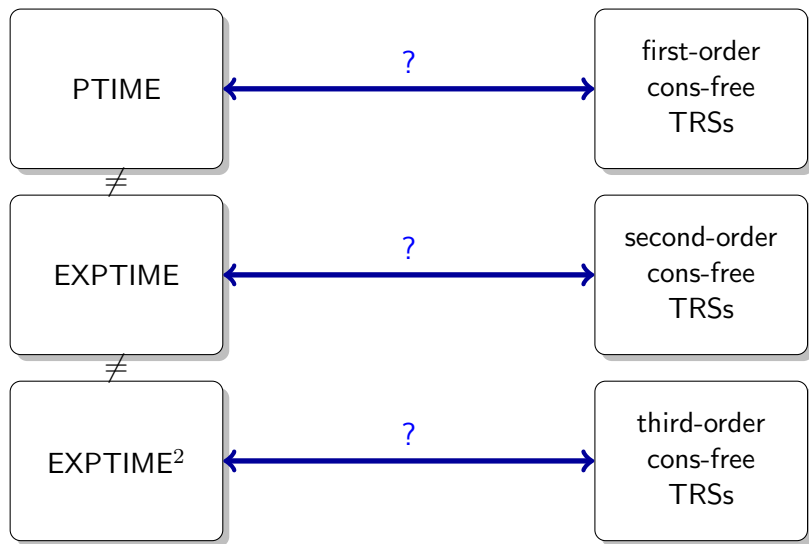 PTIME
?
first-order
cons-free
TRSs
≠
EXPTIME
?
second-order
cons-free
TRSs
≠
EXPTIME²
?
third-order
cons-free
TRSs